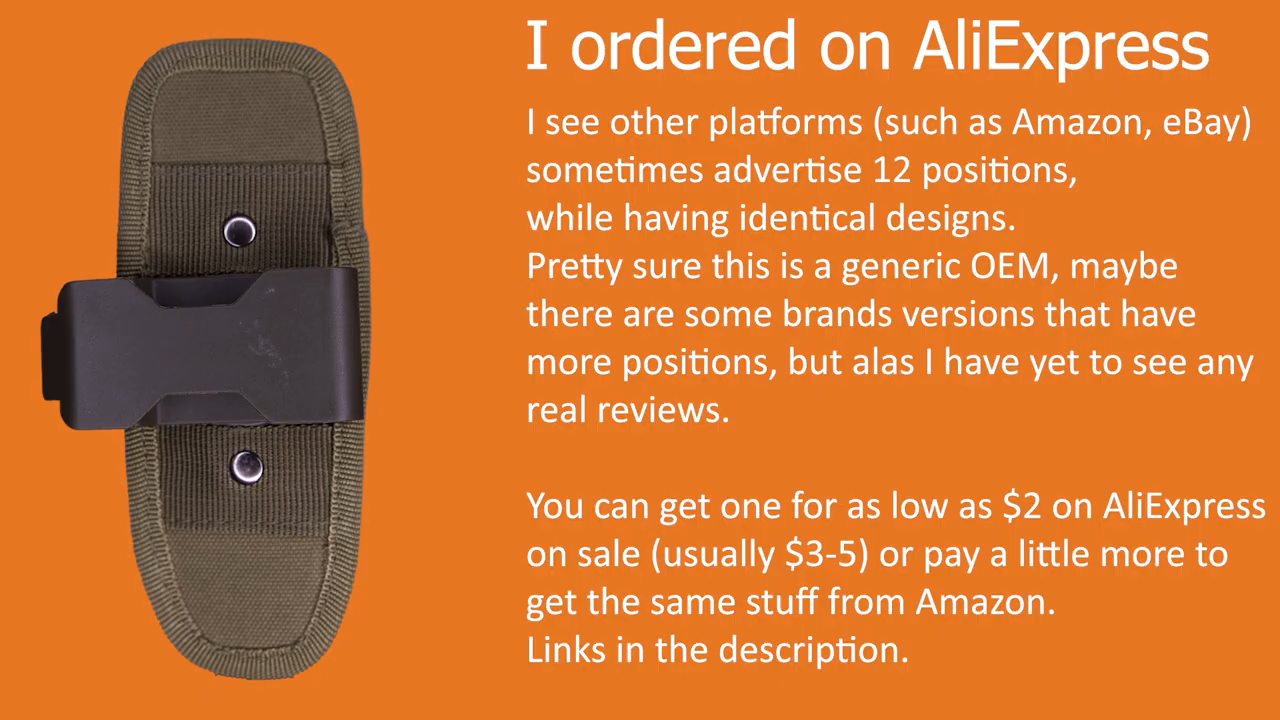 I ordered on AliExpress
I see other platforms (such as Amazon, eBay)
sometimes advertise 12 positions,
while having identical designs.
Pretty sure this is a generic OEM, maybe
there are some brands versions that have
more positions, but alas I have yet to see any
real reviews.
You can get one for as low as $2 on AliExpress
on sale (usually $3-5) or pay a little more to
get the same stuff from Amazon.
Links in the description.